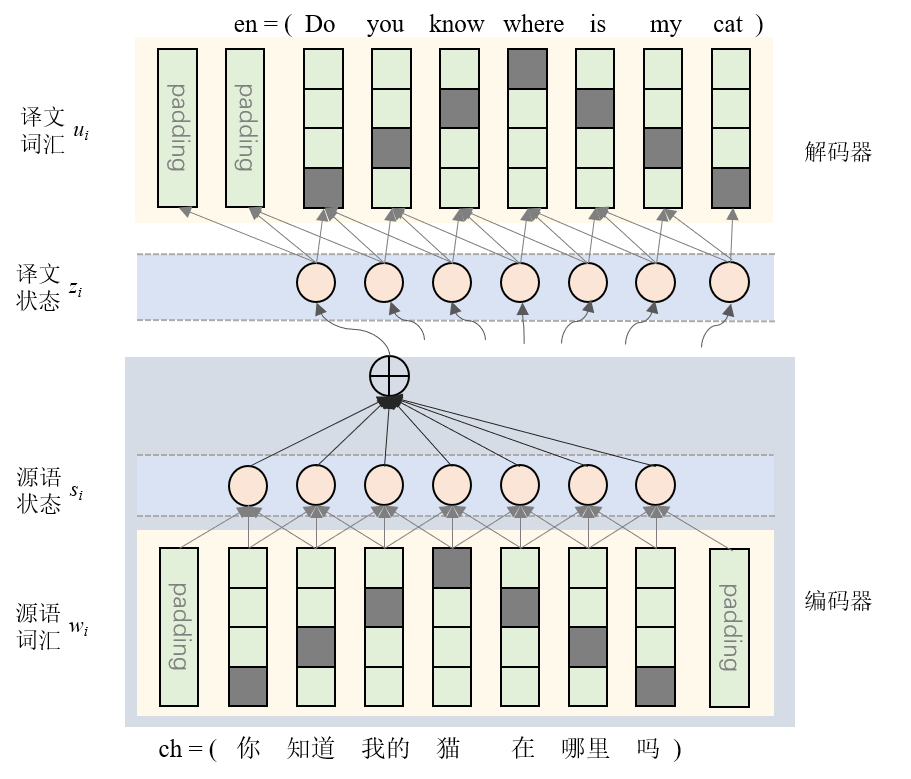 en = ( Do you know where is my cat )
padding padding
译文
词汇 uᵢ
解码器
译文
状态 zᵢ
源语
状态 sᵢ
padding padding
源语
词汇 wᵢ
编码器
ch = ( 你 知道 我的 猫 在 哪里 吗 )